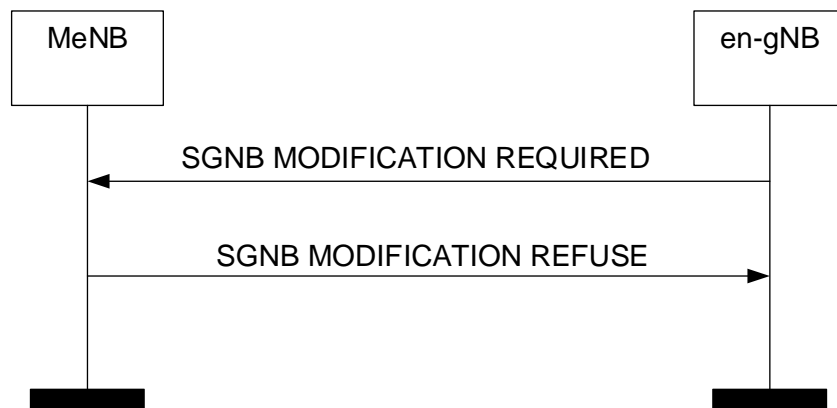 MeNB
en-gNB
SGNB MODIFICATION REQUIRED
SGNB MODIFICATION REFUSE